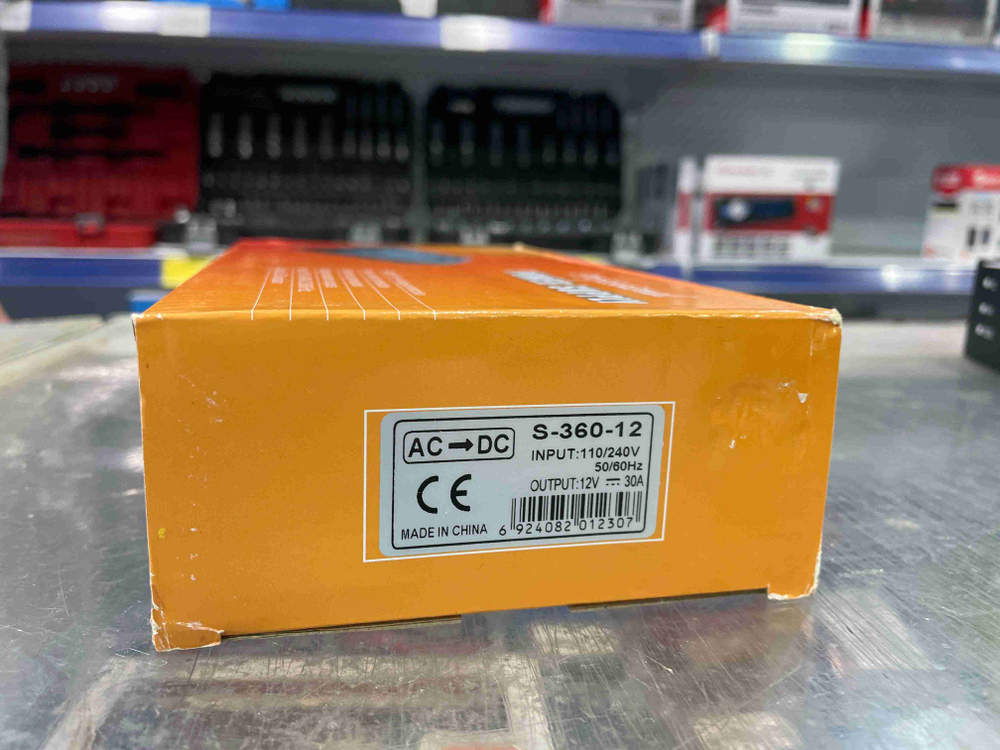 AC→DC
S-360-12
INPUT:110/240V
50/60Hz
OUTPUT:12V ⎓ 30A
CE
MADE IN CHINA
6 924082 012307